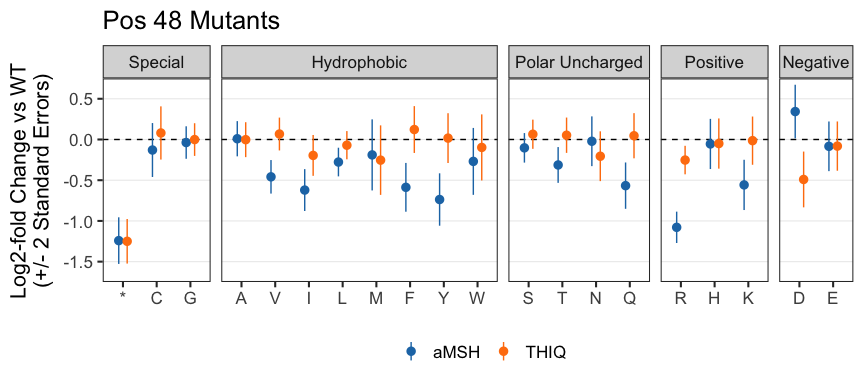 Pos 48 Mutants
Special
Hydrophobic
Polar Uncharged
Positive
Negative
Log2-fold Change vs WT
(+/- 2 Standard Errors)
0.5
0.0
-0.5
-1.0
-1.5
* C G
A V I L M F Y W
S T N Q
R H K
D E
aMSH
THIQ